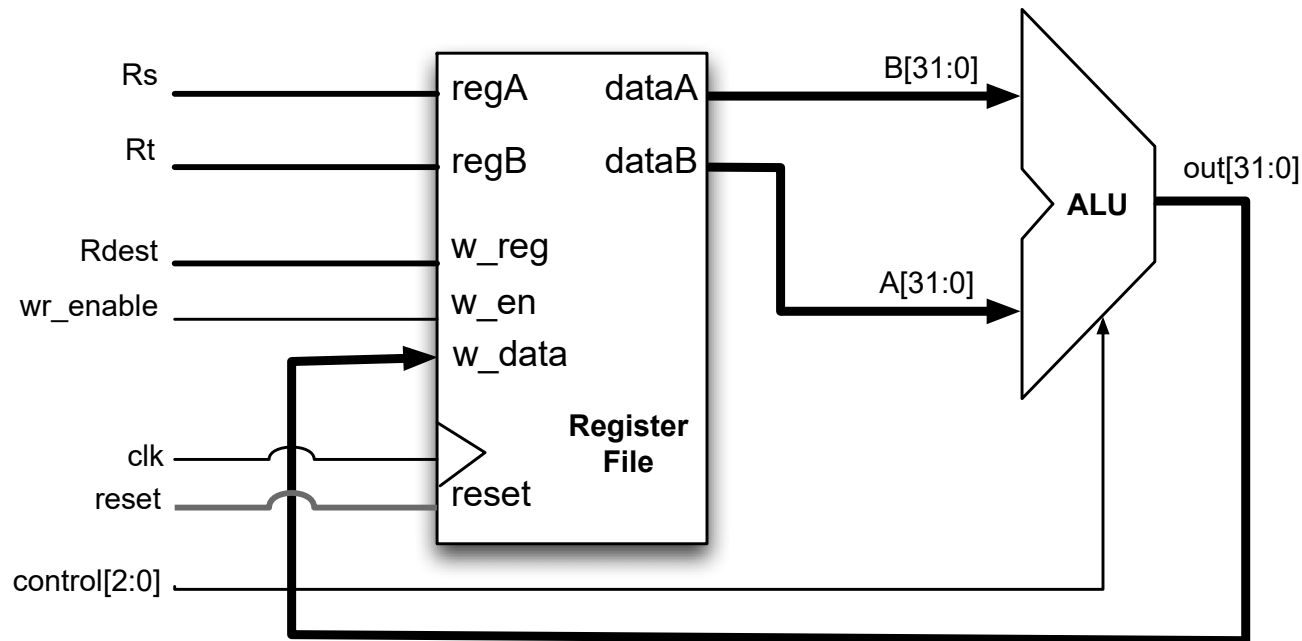 Rs
Rt
Rdest
wr_enable
clk
reset
control[2:0]
regA
dataA
regB
dataB
w_reg
w_en
w_data
Register
File
reset
B[31:0]
A[31:0]
ALU
out[31:0]